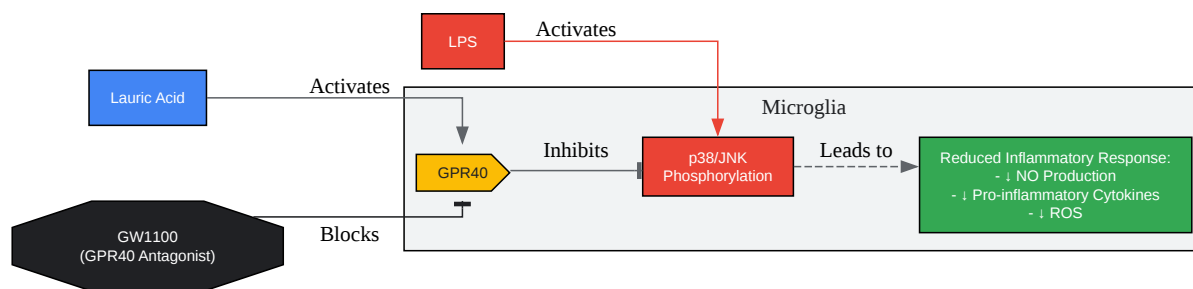 LPS
Activates
Lauric Acid
Activates
Microglia
GPR40
Inhibits
p38/JNK
Phosphorylation
Leads to
Reduced Inflammatory Response:
- ↓ NO Production
- ↓ Pro-inflammatory Cytokines
- ↓ ROS
GW1100
(GPR40 Antagonist)
Blocks